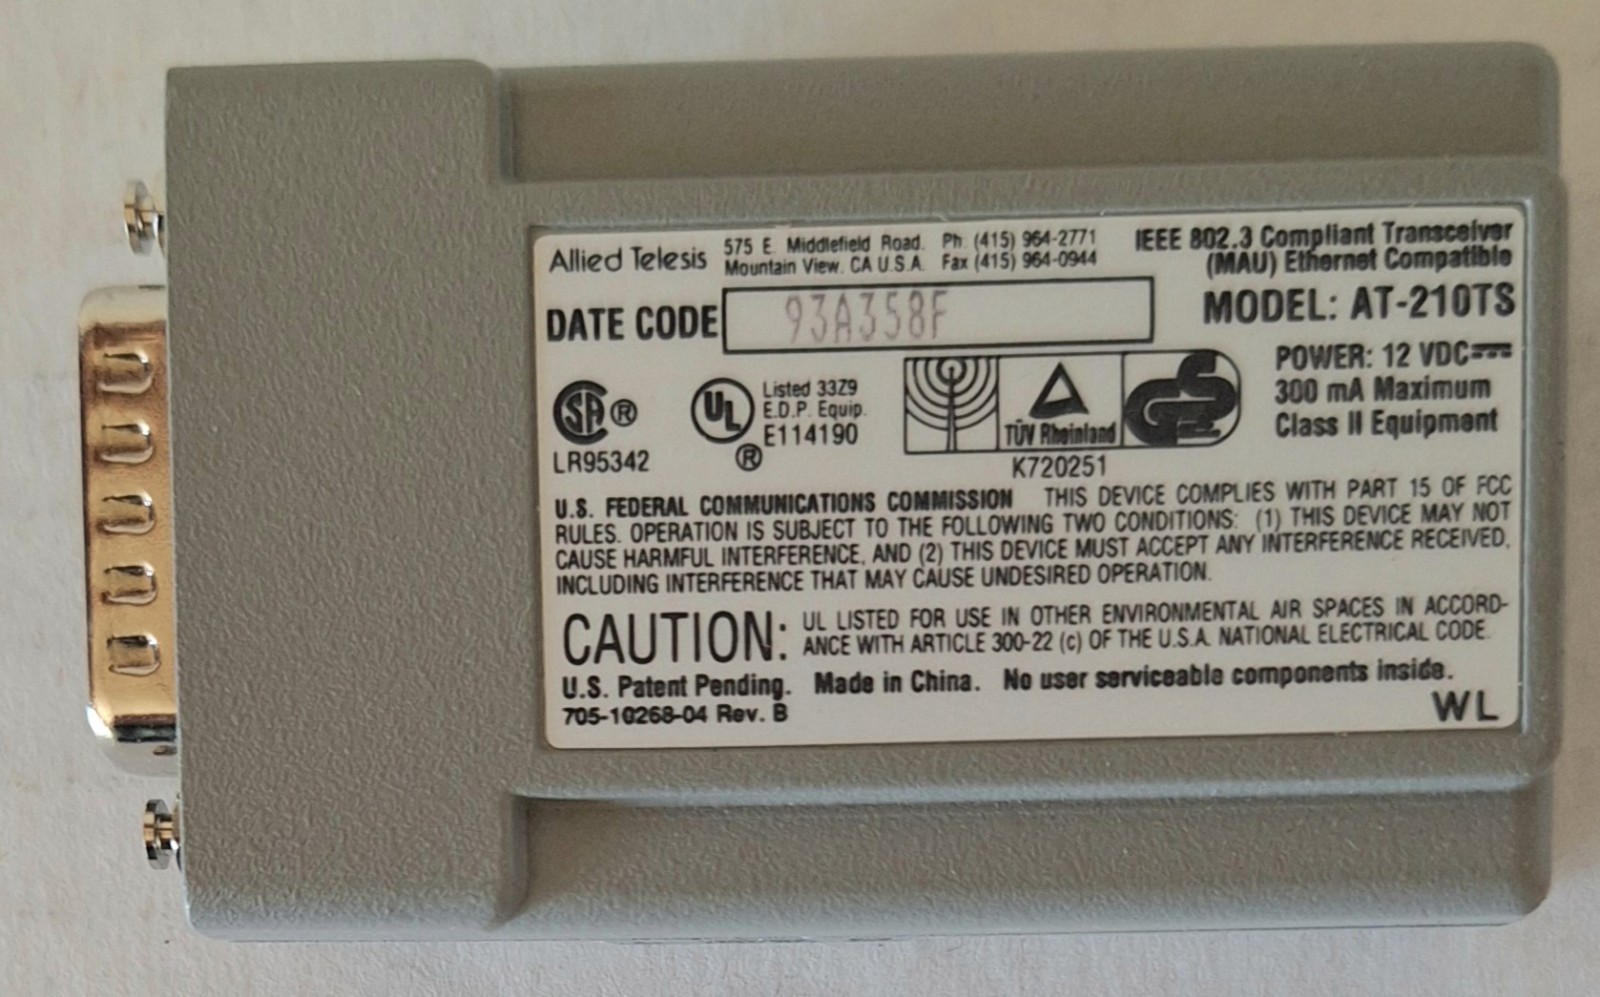 Allied Telesis
575 E. Middlefield Road. Ph. (415) 964-2771
Mountain View. CA U.S.A. Fax (415) 964-0944
IEEE 802.3 Compliant Transceiver
(MAU) Ethernet Compatible
DATE CODE 93A358F
MODEL: AT-210TS
POWER: 12 VDC
300 mA Maximum
Class II Equipment
SA ®
LR95342
UL ®
Listed 33Z9
E.D.P. Equip.
E114190
TÜV Rheinland
GS
K720251
U.S. FEDERAL COMMUNICATIONS COMMISSION THIS DEVICE COMPLIES WITH PART 15 OF FCC
RULES. OPERATION IS SUBJECT TO THE FOLLOWING TWO CONDITIONS: (1) THIS DEVICE MAY NOT
CAUSE HARMFUL INTERFERENCE, AND (2) THIS DEVICE MUST ACCEPT ANY INTERFERENCE RECEIVED,
INCLUDING INTERFERENCE THAT MAY CAUSE UNDESIRED OPERATION.
CAUTION: UL LISTED FOR USE IN OTHER ENVIRONMENTAL AIR SPACES IN ACCORD-
ANCE WITH ARTICLE 300-22 (c) OF THE U.S.A. NATIONAL ELECTRICAL CODE.
U.S. Patent Pending. Made in China. No user serviceable components inside.
705-10268-04 Rev. B
WL